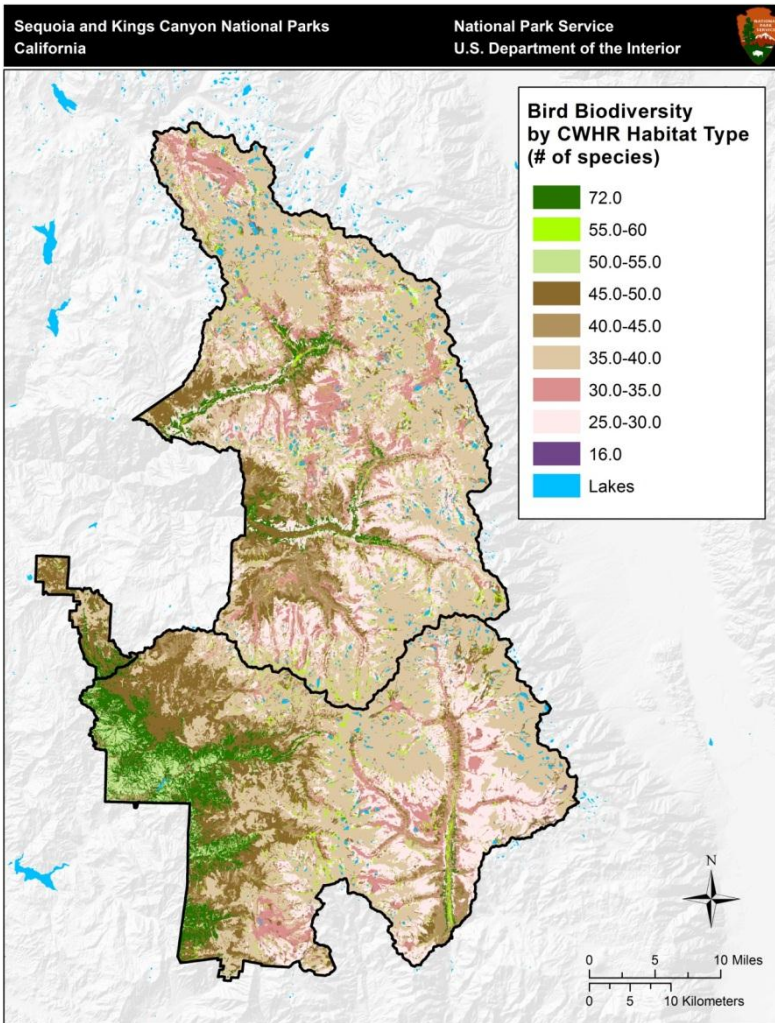 Sequoia and Kings Canyon National Parks
California
National Park Service
U.S. Department of the Interior
NATIONAL
PARK
SERVICE
Bird Biodiversity
by CWHR Habitat Type
(# of species)
72.0
55.0-60
50.0-55.0
45.0-50.0
40.0-45.0
35.0-40.0
30.0-35.0
25.0-30.0
16.0
Lakes
N
0 5 10 Miles
0 5 10 Kilometers